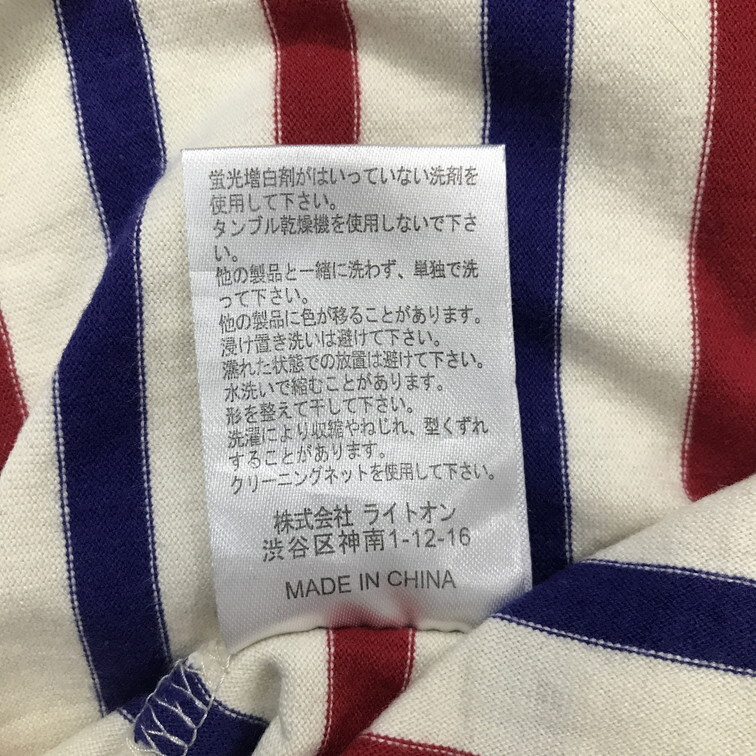 蛍光増白剤がはいっていない洗剤を
使用して下さい。
タンブル乾燥機を使用しないで下さ
い。
他の製品と一緒に洗わず、単独で洗
って下さい。
他の製品に色が移ることがあります。
浸け置き洗いは避けて下さい。
濡れた状態での放置は避けて下さい。
水洗いで縮むことがあります。
形を整えて干して下さい。
洗濯により収縮やねじれ、型くずれ
することがあります。
クリーニングネットを使用して下さい。
株式会社 ライトオン
渋谷区神南1-12-16
MADE IN CHINA